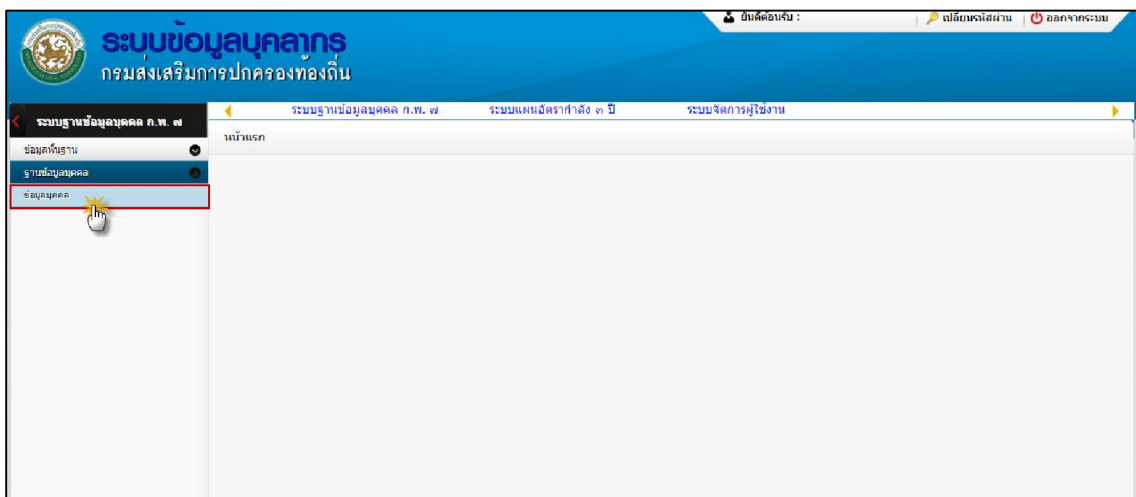 ยินดีต้อนรับ :
เปลี่ยนรหัสผ่าน
ออกจากระบบ
ระบบข้อมูลบุคลากร
กรมส่งเสริมการปกครองท้องถิ่น
ระบบฐานข้อมูลบุคคล ก.พ. ๗
ระบบแผนอัตรากำลัง ๓ ปี
ระบบจัดการผู้ใช้งาน
ระบบฐานข้อมูลบุคคล ก.พ. ๗
หน้าแรก
ข้อมูลพื้นฐาน
ฐานข้อมูลบุคคล
ข้อมูลบุคคล